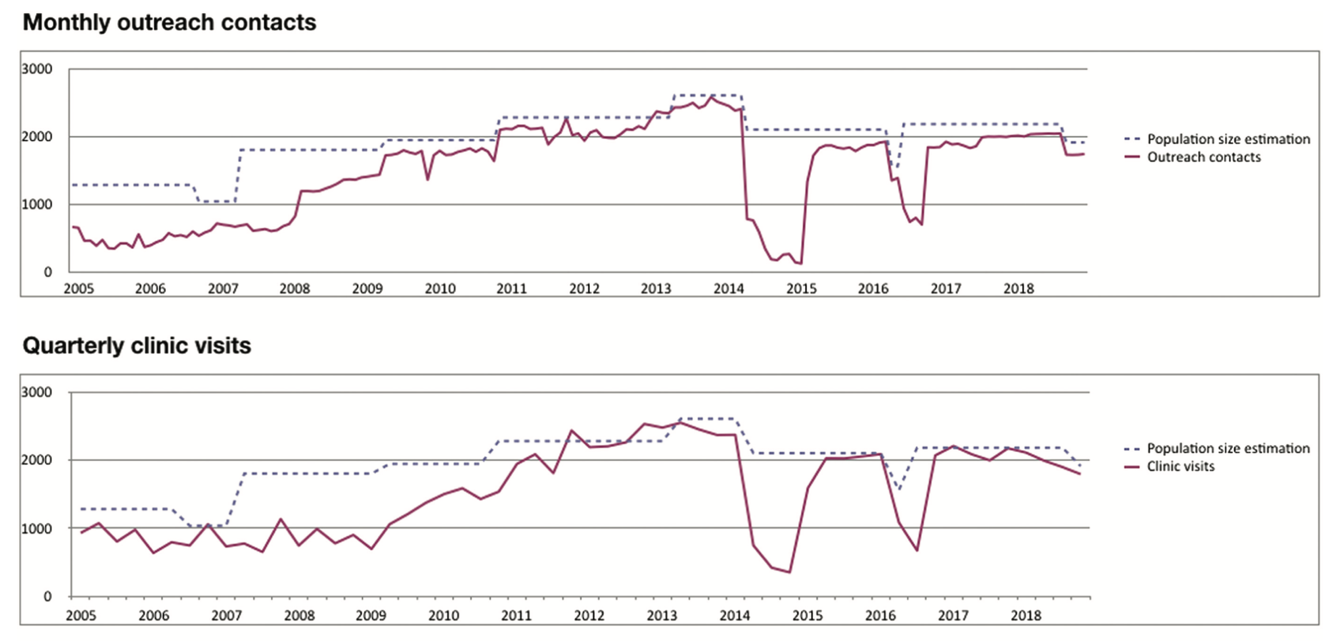 Monthly outreach contacts
3000
2000
1000
0
2005 2006 2007 2008 2009 2010 2011 2012 2013 2014 2015 2016 2017 2018
Population size estimation
Outreach contacts
Quarterly clinic visits
3000
2000
1000
0
2005 2006 2007 2008 2009 2010 2011 2012 2013 2014 2015 2016 2017 2018
Population size estimation
Clinic visits